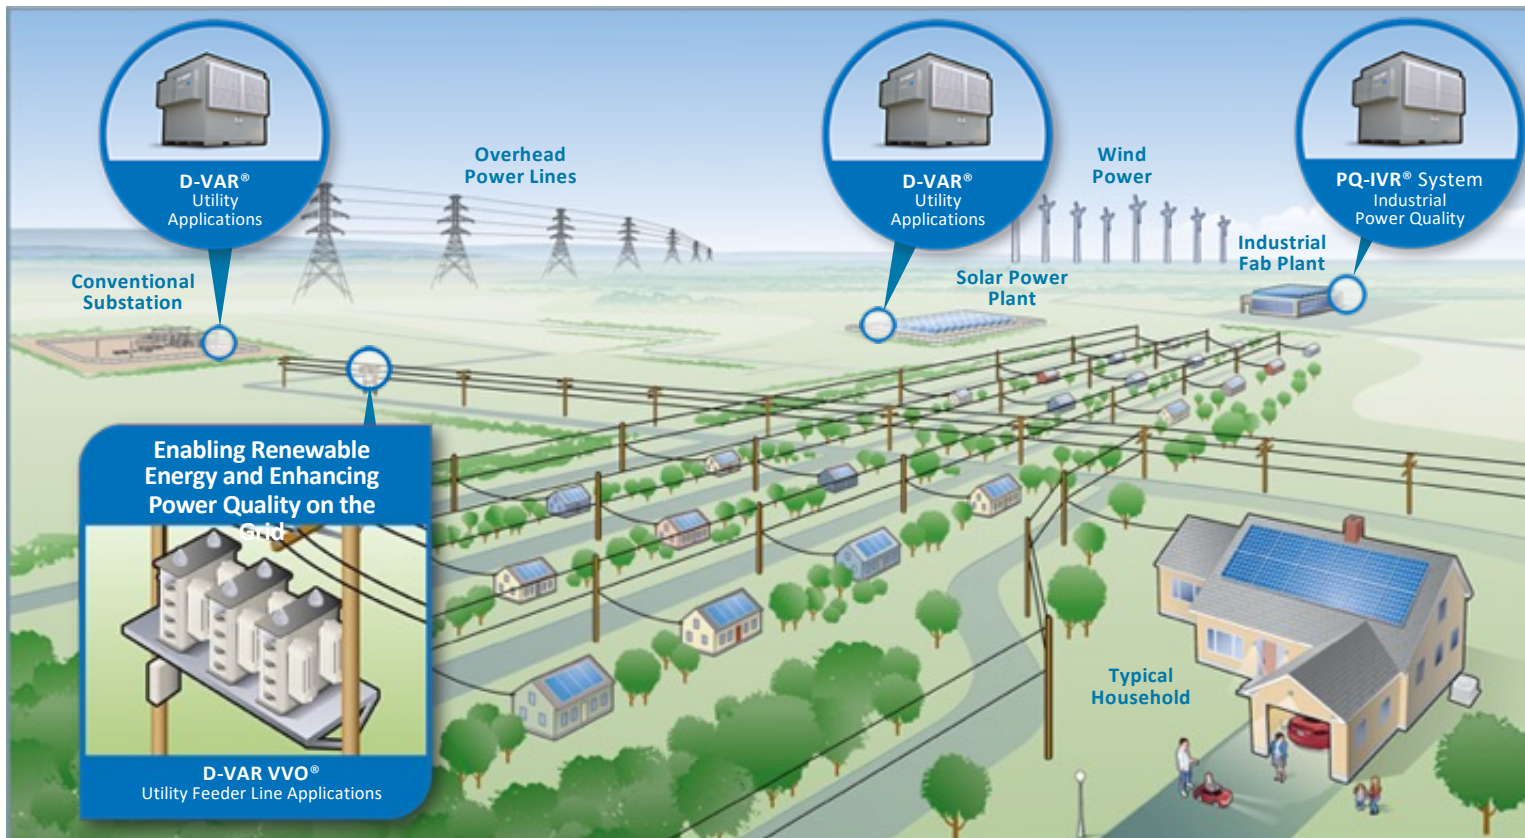 D-VAR®
Utility
Applications
Overhead
Power Lines
D-VAR®
Utility
Applications
Wind
Power
PQ-IVR® System
Industrial
Power Quality
Conventional
Substation
Solar Power
Plant
Industrial
Fab Plant
Enabling Renewable
Energy and Enhancing
Power Quality on the
Grid
D-VAR VVO®
Utility Feeder Line Applications
Typical
Household